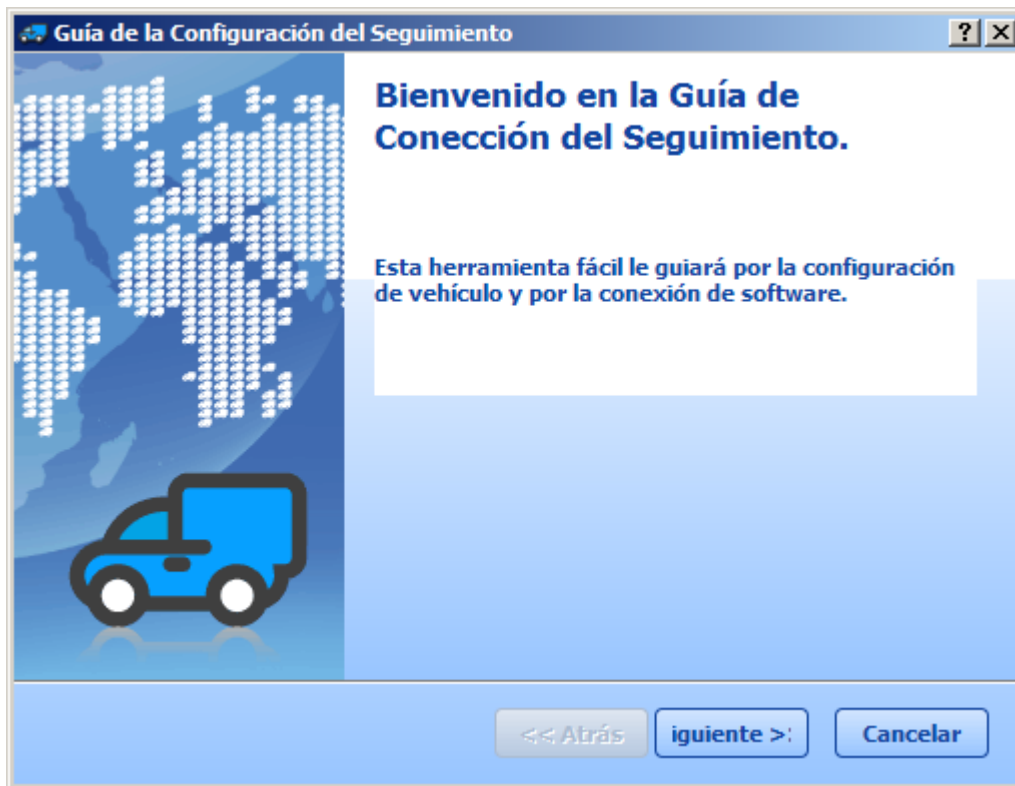 Guía de la Configuración del Seguimiento
Bienvenido en la Guía de
Conección del Seguimiento.
Esta herramienta fácil le guiará por la configuración
de vehículo y por la conexión de software.
<< Atrás
iguiente >:
Cancelar